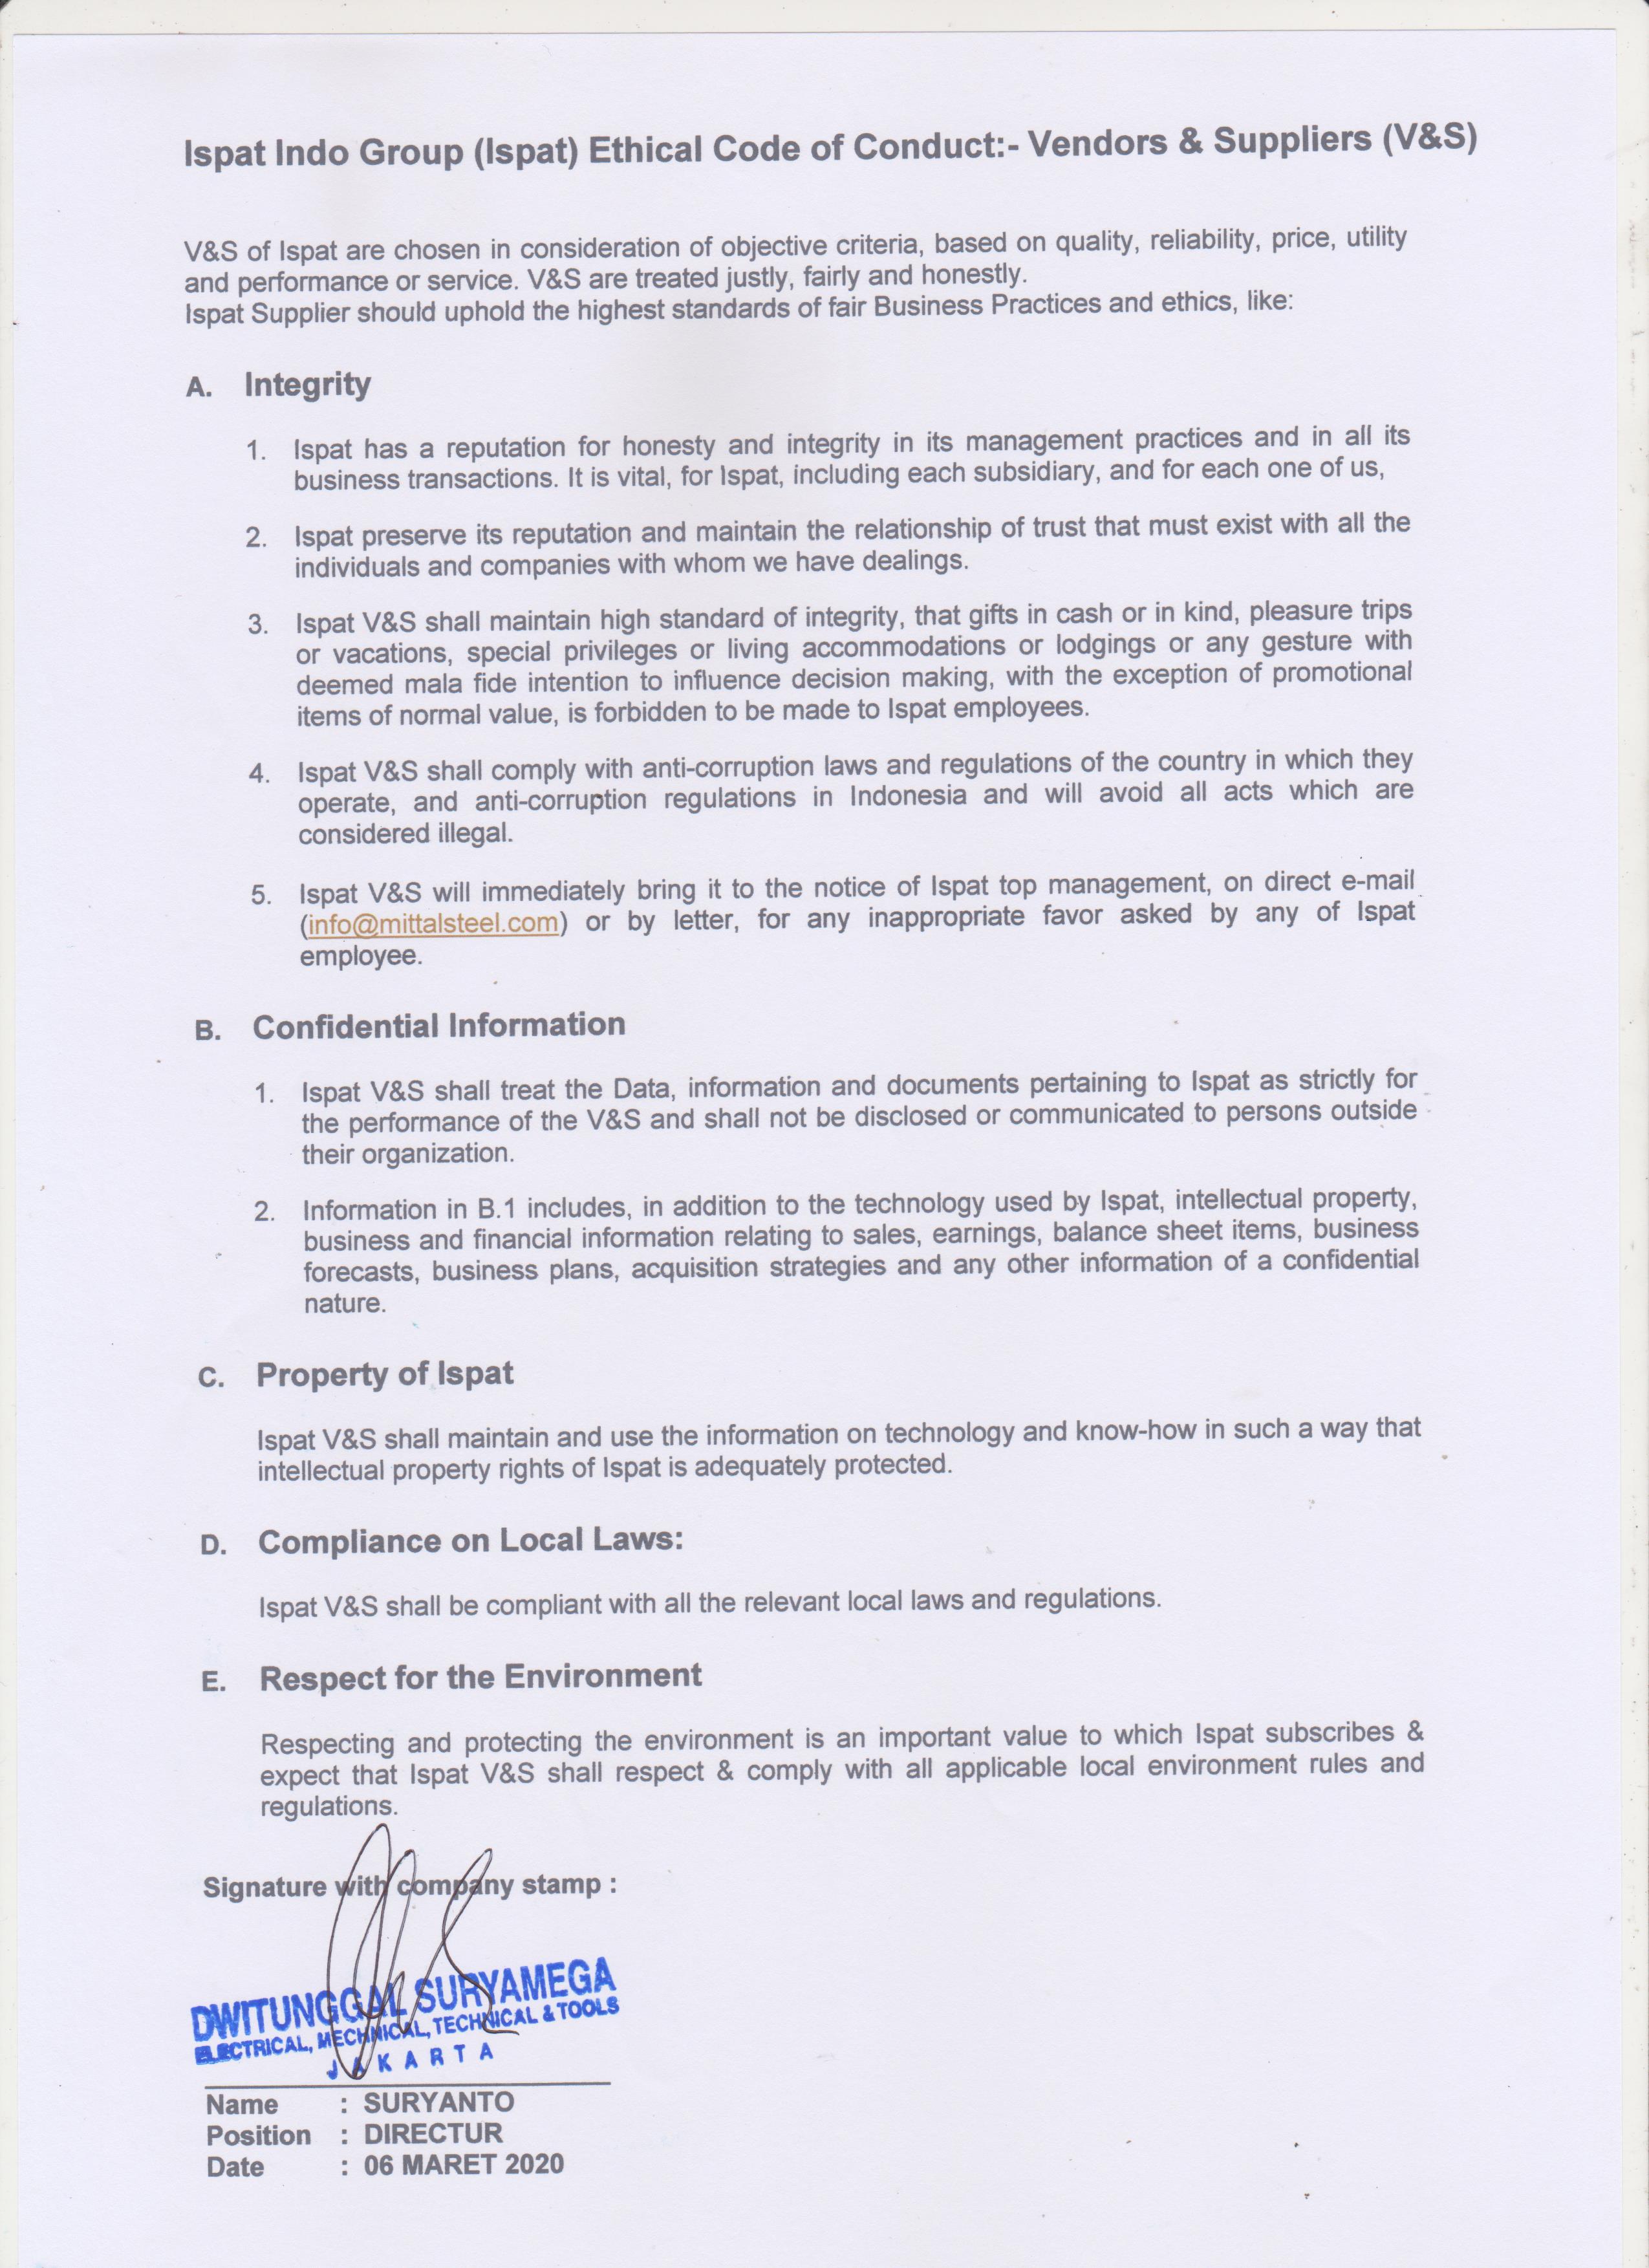 Ispat Indo Group (Ispat) Ethical Code of Conduct:- Vendors & Suppliers (V&S)
V&S of Ispat are chosen in consideration of objective criteria, based on quality, reliability, price, utility
and performance or service. V&S are treated justly, fairly and honestly.
Ispat Supplier should uphold the highest standards of fair Business Practices and ethics, like:
A. Integrity
1. Ispat has a reputation for honesty and integrity in its management practices and in all its
business transactions. It is vital, for Ispat, including each subsidiary, and for each one of us,
2. Ispat preserve its reputation and maintain the relationship of trust that must exist with all the
individuals and companies with whom we have dealings.
3. Ispat V&S shall maintain high standard of integrity, that gifts in cash or in kind, pleasure trips
or vacations, special privileges or living accommodations or lodgings or any gesture with
deemed mala fide intention to influence decision making, with the exception of promotional
items of normal value, is forbidden to be made to Ispat employees.
4. Ispat V&S shall comply with anti-corruption laws and regulations of the country in which they
operate, and anti-corruption regulations in Indonesia and will avoid all acts which are
considered illegal.
5. Ispat V&S will immediately bring it to the notice of Ispat top management, on direct e-mail
(info@mittalsteel.com) or by letter, for any inappropriate favor asked by any of Ispat
employee.
B. Confidential Information
1. Ispat V&S shall treat the Data, information and documents pertaining to Ispat as strictly for
the performance of the V&S and shall not be disclosed or communicated to persons outside
their organization.
2. Information in B.1 includes, in addition to the technology used by Ispat, intellectual property,
business and financial information relating to sales, earnings, balance sheet items, business
forecasts, business plans, acquisition strategies and any other information of a confidential
nature.
C. Property of Ispat
Ispat V&S shall maintain and use the information on technology and know-how in such a way that
intellectual property rights of Ispat is adequately protected.
D. Compliance on Local Laws:
Ispat V&S shall be compliant with all the relevant local laws and regulations.
E. Respect for the Environment
Respecting and protecting the environment is an important value to which Ispat subscribes &
expect that Ispat V&S shall respect & comply with all applicable local environment rules and
regulations.
Signature with company stamp :
DWITUNGGAL SURYAMEGA
ELECTRICAL, MECHNICAL, TECHNICAL & TOOLS
JAKARTA
Name : SURYANTO
Position : DIRECTUR
Date : 06 MARET 2020